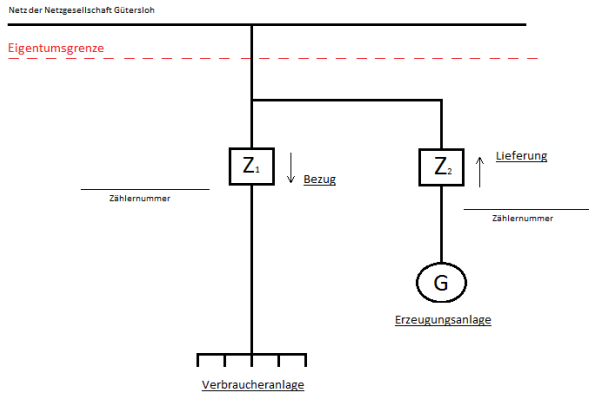 Netz der Netzgesellschaft Gütersloh
Eigentumsgrenze
Z1
Bezug
Zählernummer
Z2
Lieferung
Zählernummer
G
Erzeugungsanlage
Verbraucheranlage